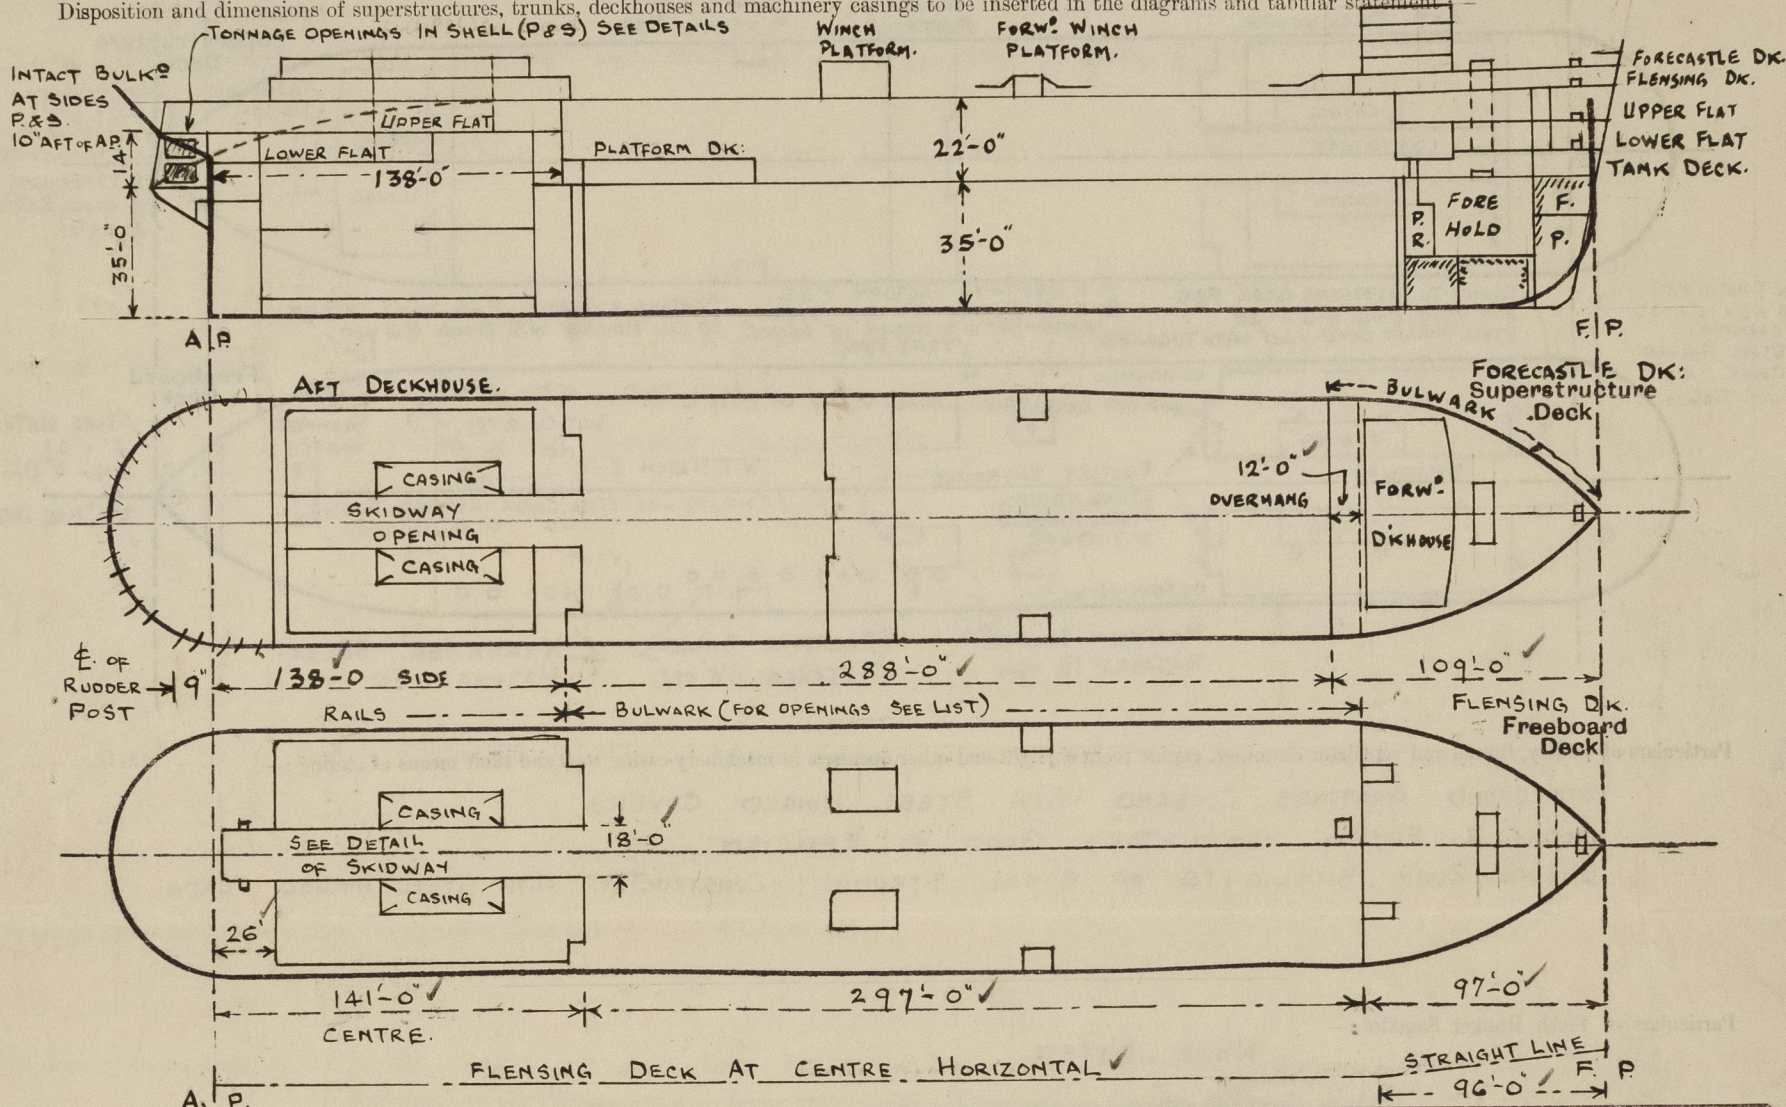 Disposition and dimensions of superstructures, trunks, deckhouses and machinery casings to be inserted in the diagrams and tabular statement
TONNAGE OPENINGS IN SHELL (P&S) SEE DETAILS
WINCH
PLATFORM.
FORWD. WINCH
PLATFORM.
INTACT BULKD
AT SIDES
P.&S.
10" AFT OF A.P.
FORECASTLE DK.
FLENSING DK.
UPPER FLAT
LOWER FLAT
TANK DECK.
UPPER FLAT
LOWER FLAT
PLATFORM DK:
14'
138'-0"
22'-0"
35'-0"
35'-0"
P.
R.
FORE
HOLD
F.
P.
A.P.
F.P.
AFT DECKHOUSE.
BULWARK
FORECASTLE DK:
Superstructure
Deck
CASING
SKIDWAY
OPENING
CASING
12'-0"
OVERHANG
FORWD.
D'KHOUSE
℄ OF
RUDDER
POST
9"
138-0 SIDE
288'-0"
109'-0"
RAILS
BULWARK (FOR OPENINGS SEE LIST)
FLENSING DK.
Freeboard
Deck
CASING
SEE DETAIL
OF SKIDWAY
CASING
18'-0"
26'
141'-0"
CENTRE.
297'-0"
97'-0"
FLENSING DECK AT CENTRE HORIZONTAL
STRAIGHT LINE
96'-0"
A.P.
F.P.